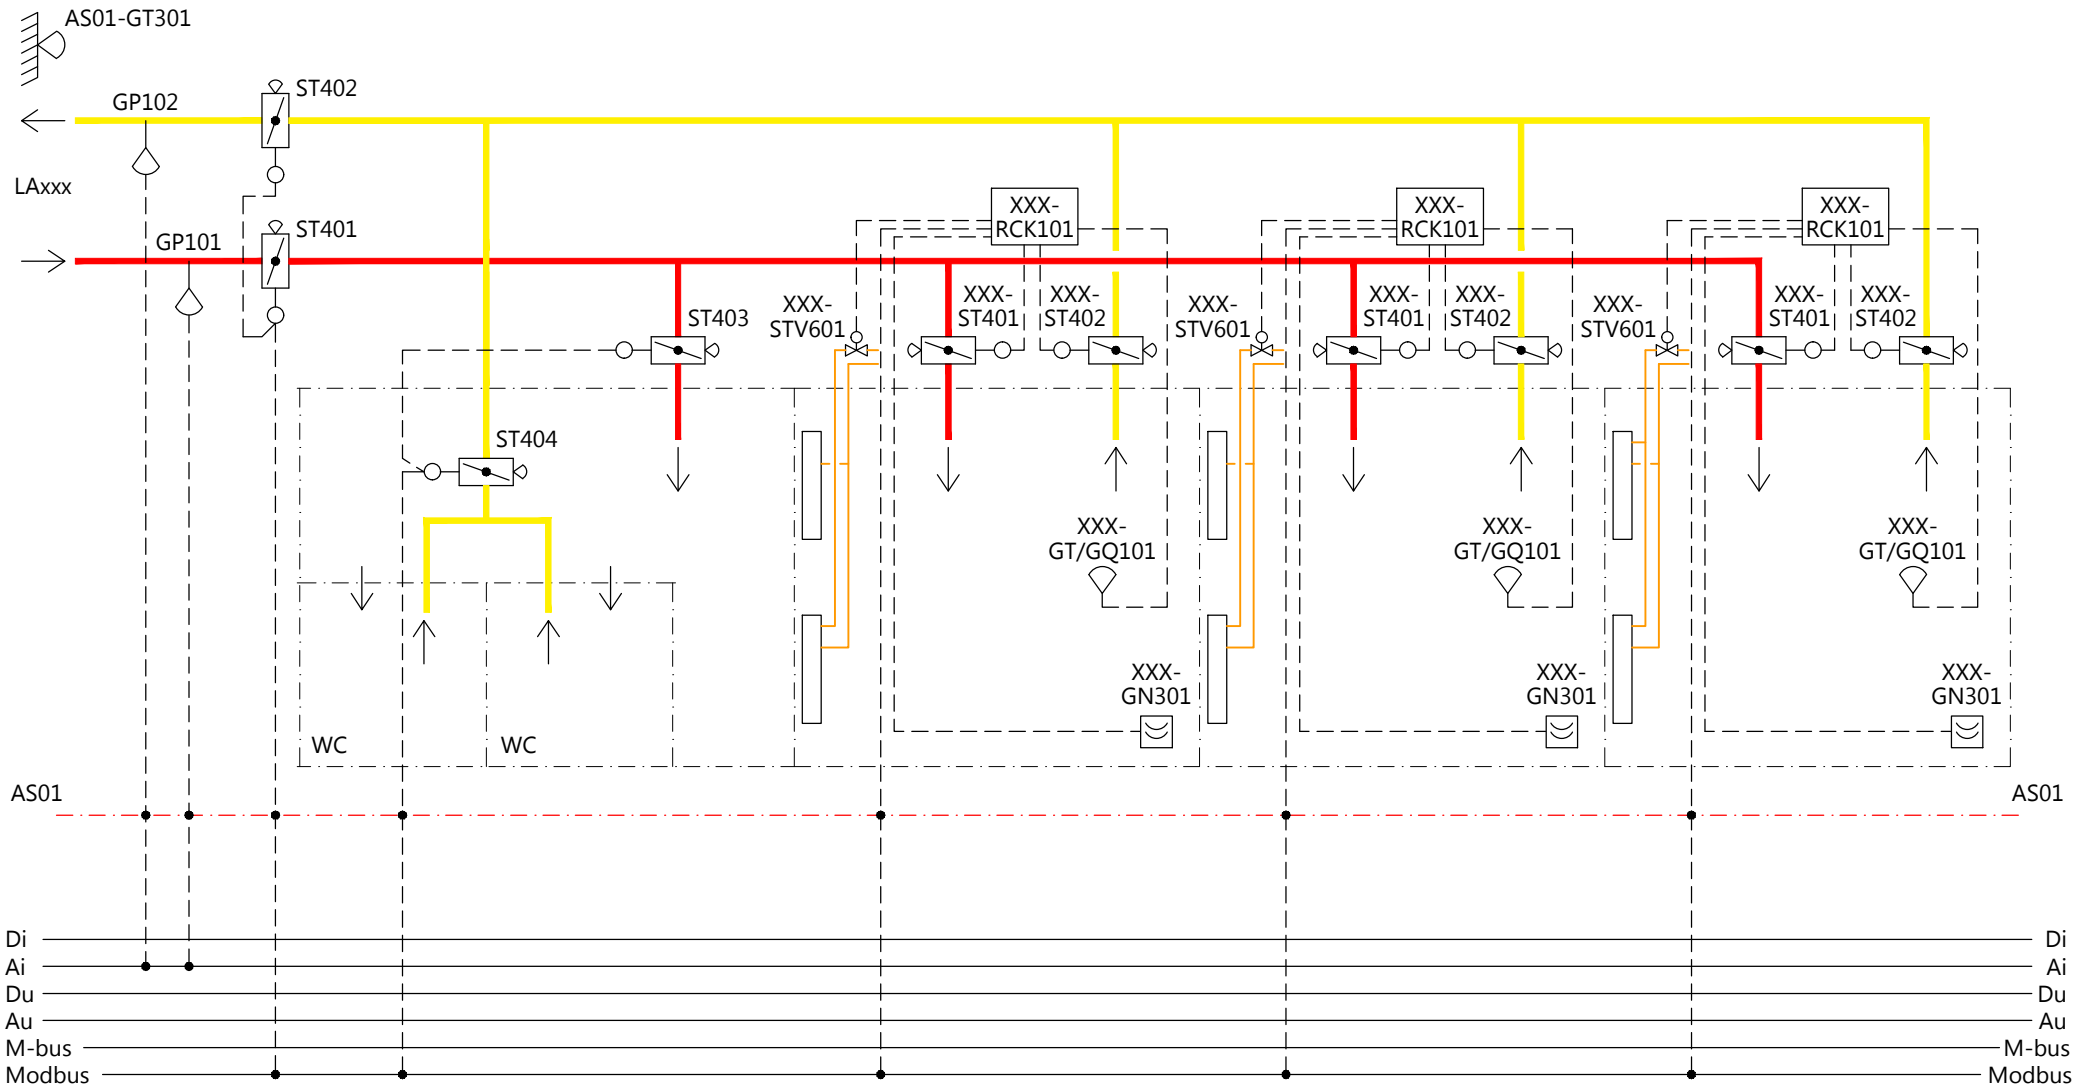 AS01-GT301
GP102
ST402
LAxxx
GP101
ST401
XXX-
RCK101
XXX-
RCK101
XXX-
RCK101
ST403
XXX-
STV601
XXX-
ST401
XXX-
ST402
XXX-
STV601
XXX-
ST401
XXX-
ST402
XXX-
STV601
XXX-
ST401
XXX-
ST402
ST404
XXX-
GT/GQ101
XXX-
GT/GQ101
XXX-
GT/GQ101
XXX-
GN301
XXX-
GN301
XXX-
GN301
WC
WC
AS01
AS01
Di
Di
Ai
Ai
Du
Du
Au
Au
M-bus
M-bus
Modbus
Modbus